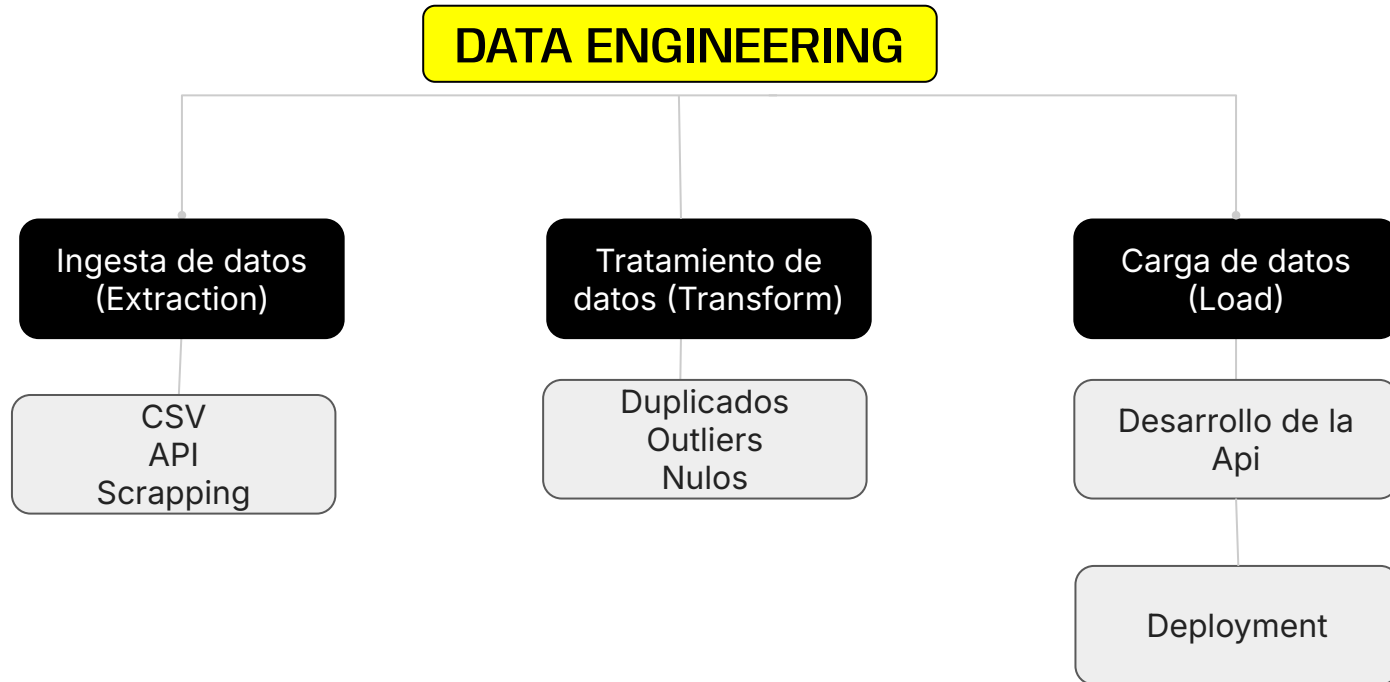 DATA ENGINEERING
Ingesta de datos
(Extraction)
CSV
API
Scrapping
Tratamiento de
datos (Transform)
Duplicados
Outliers
Nulos
Carga de datos
(Load)
Desarrollo de la
Api
Deployment